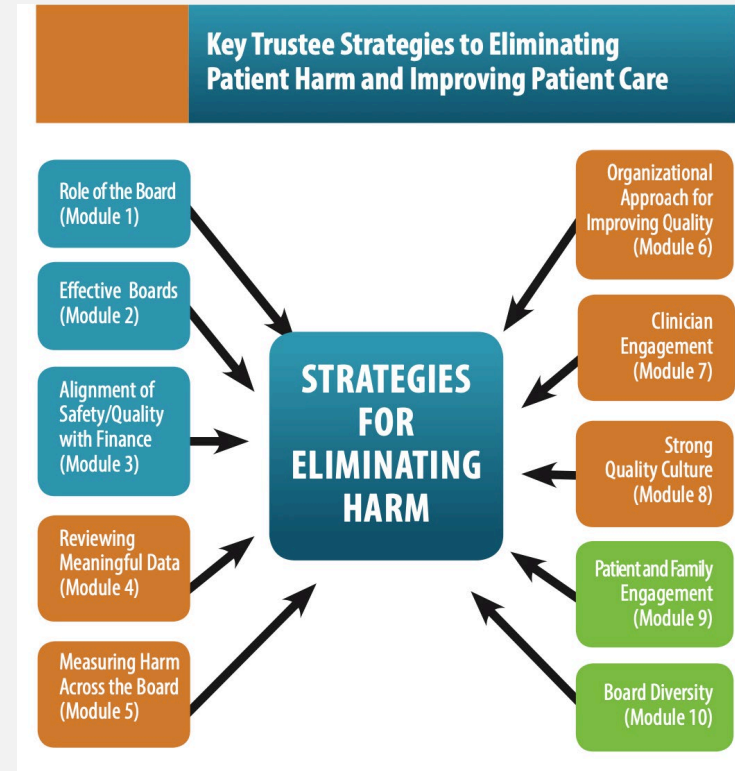 Key Trustee Strategies to Eliminating
Patient Harm and Improving Patient Care
Role of the Board
(Module 1)
Effective Boards
(Module 2)
Alignment of
Safety/Quality
with Finance
(Module 3)
Reviewing
Meaningful Data
(Module 4)
Measuring Harm
Across the Board
(Module 5)
STRATEGIES
FOR
ELIMINATING
HARM
Organizational
Approach for
Improving Quality
(Module 6)
Clinician
Engagement
(Module 7)
Strong
Quality Culture
(Module 8)
Patient and Family
Engagement
(Module 9)
Board Diversity
(Module 10)